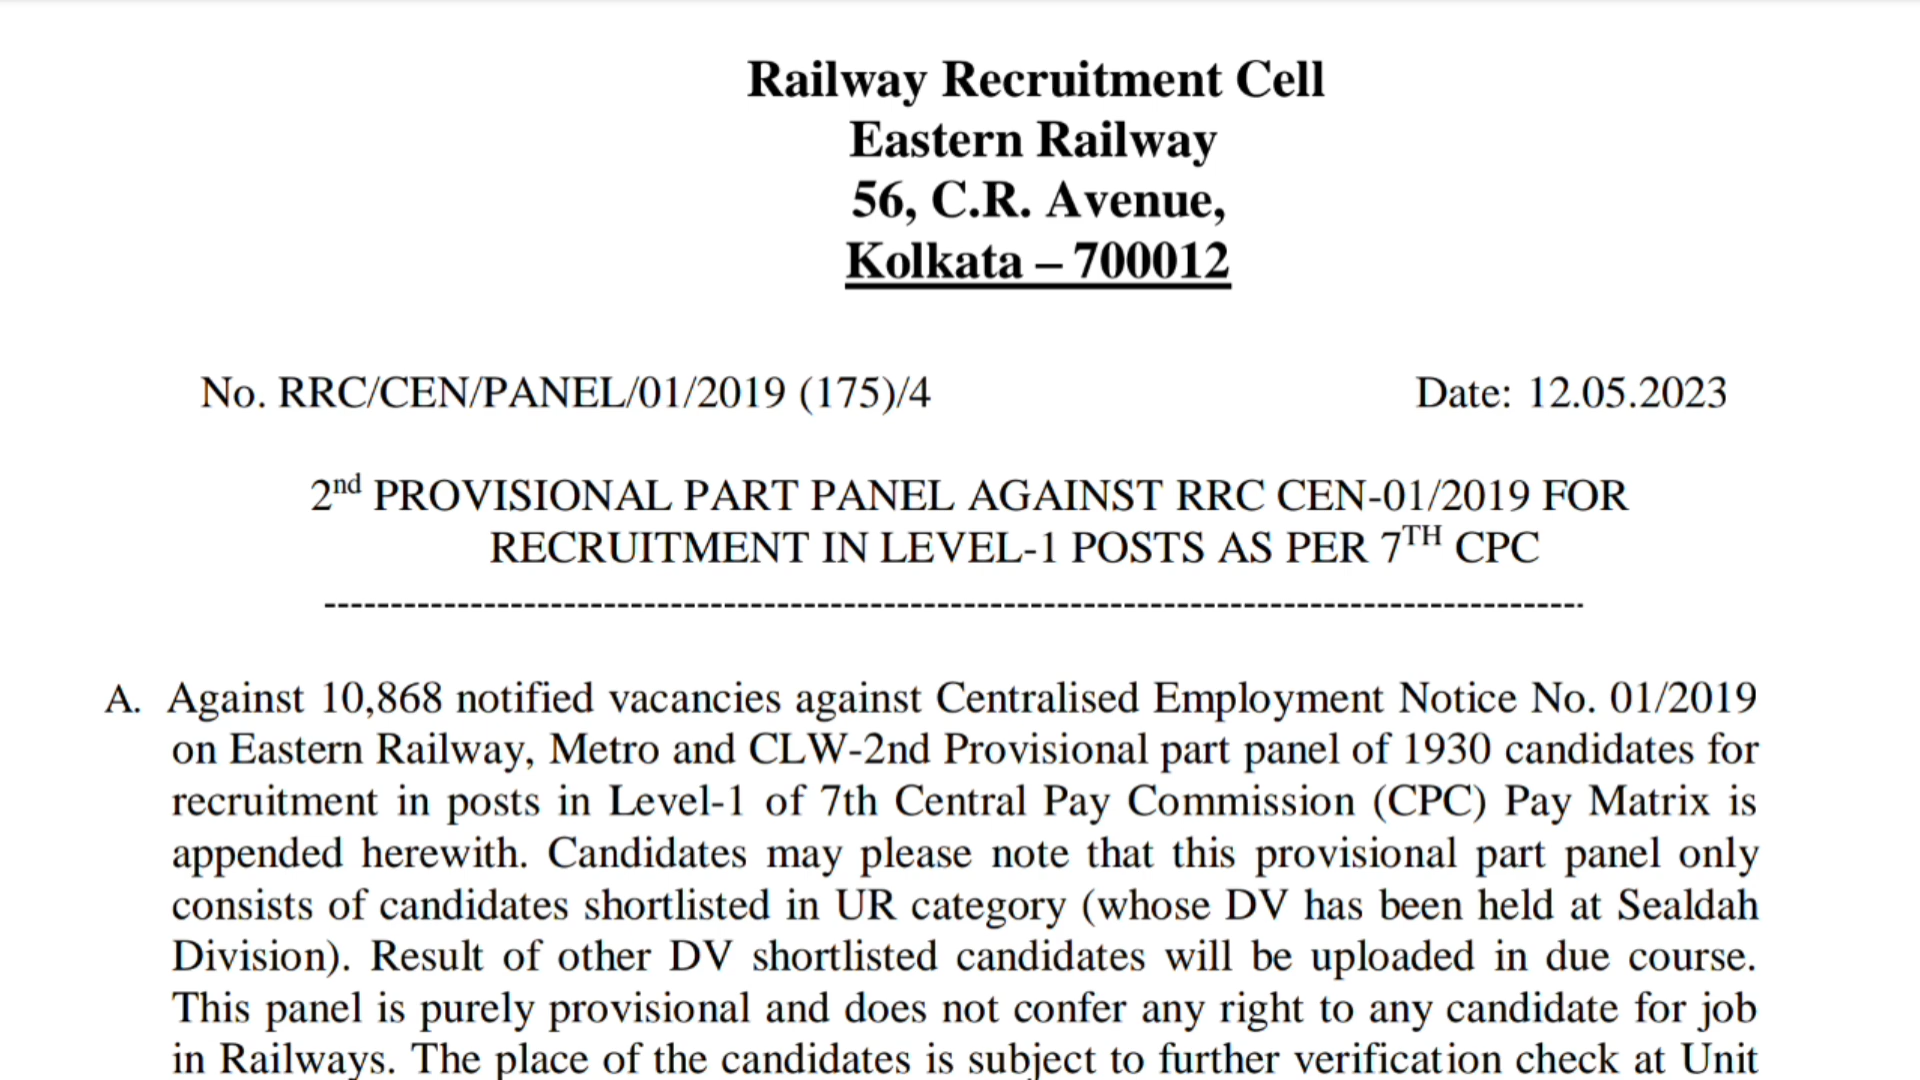 Railway Recruitment Cell
Eastern Railway
56, C.R. Avenue,
Kolkata – 700012
No. RRC/CEN/PANEL/01/2019 (175)/4 Date: 12.05.2023
2nd PROVISIONAL PART PANEL AGAINST RRC CEN-01/2019 FOR
RECRUITMENT IN LEVEL-1 POSTS AS PER 7TH CPC
-----------------------------------------------------------------------------------------------
A. Against 10,868 notified vacancies against Centralised Employment Notice No. 01/2019
on Eastern Railway, Metro and CLW-2nd Provisional part panel of 1930 candidates for
recruitment in posts in Level-1 of 7th Central Pay Commission (CPC) Pay Matrix is
appended herewith. Candidates may please note that this provisional part panel only
consists of candidates shortlisted in UR category (whose DV has been held at Sealdah
Division). Result of other DV shortlisted candidates will be uploaded in due course.
This panel is purely provisional and does not confer any right to any candidate for job
in Railways. The place of the candidates is subject to further verification check at Unit